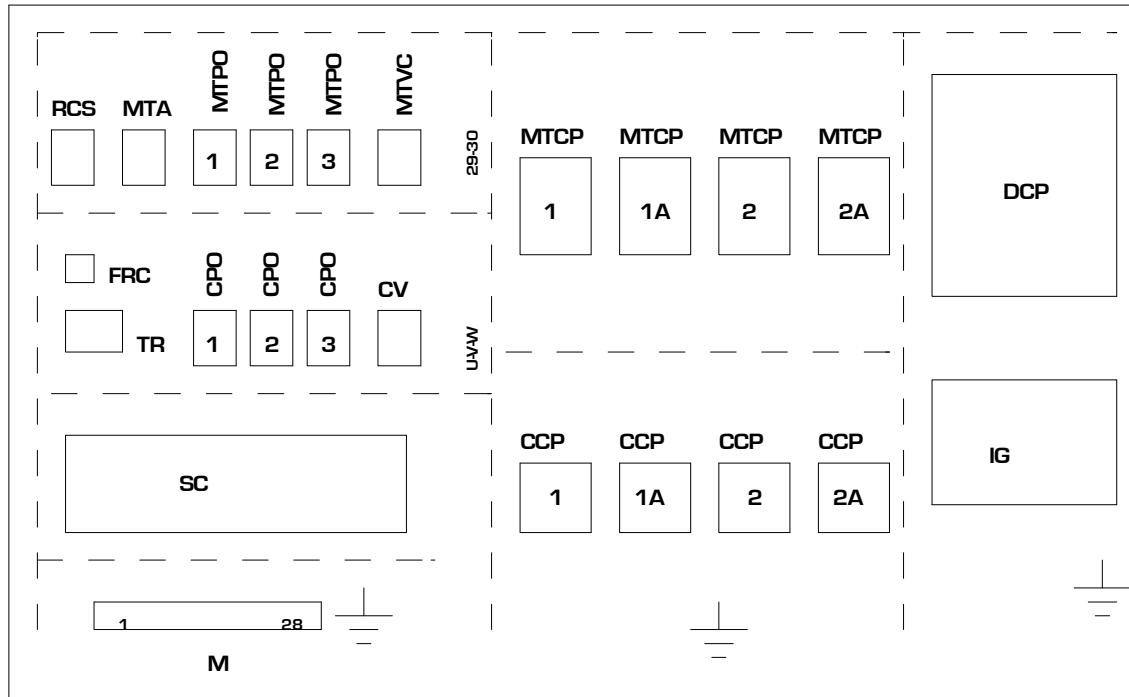 MTPO MTPO MTPO MTVC
RCS MTA
1 2 3
29-30
MTCP MTCP MTCP MTCP
1 1A 2 2A
DCP
FRC
CPO CPO CPO CV
TR
1 2 3
U-V-W
CCP CCP CCP CCP
1 1A 2 2A
IG
SC
1 28
M